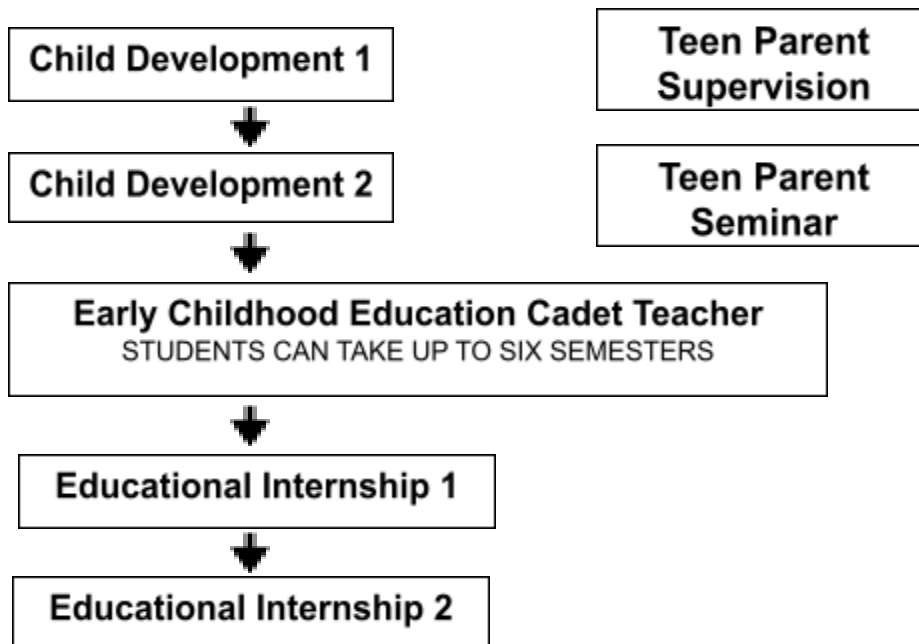 Child Development 1
Teen Parent
Supervision
Child Development 2
Teen Parent
Seminar
Early Childhood Education Cadet Teacher
STUDENTS CAN TAKE UP TO SIX SEMESTERS
Educational Internship 1
Educational Internship 2